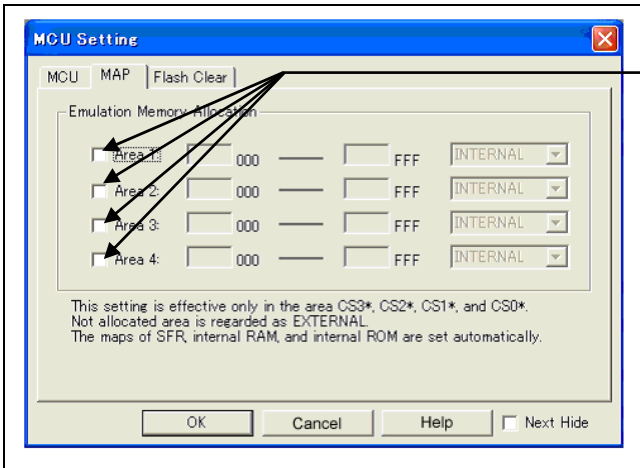 MCU Setting
MCU MAP Flash Clear
Emulation Memory Allocation
Area 1: 000 FFF INTERNAL
Area 2: 000 FFF INTERNAL
Area 3: 000 FFF INTERNAL
Area 4: 000 FFF INTERNAL
This setting is effective only in the area CS3*, CS2*, CS1*, and CS0*.
Not allocated area is regarded as EXTERNAL.
The maps of SFR, internal RAM, and internal ROM are set automatically.
OK Cancel Help Next Hide